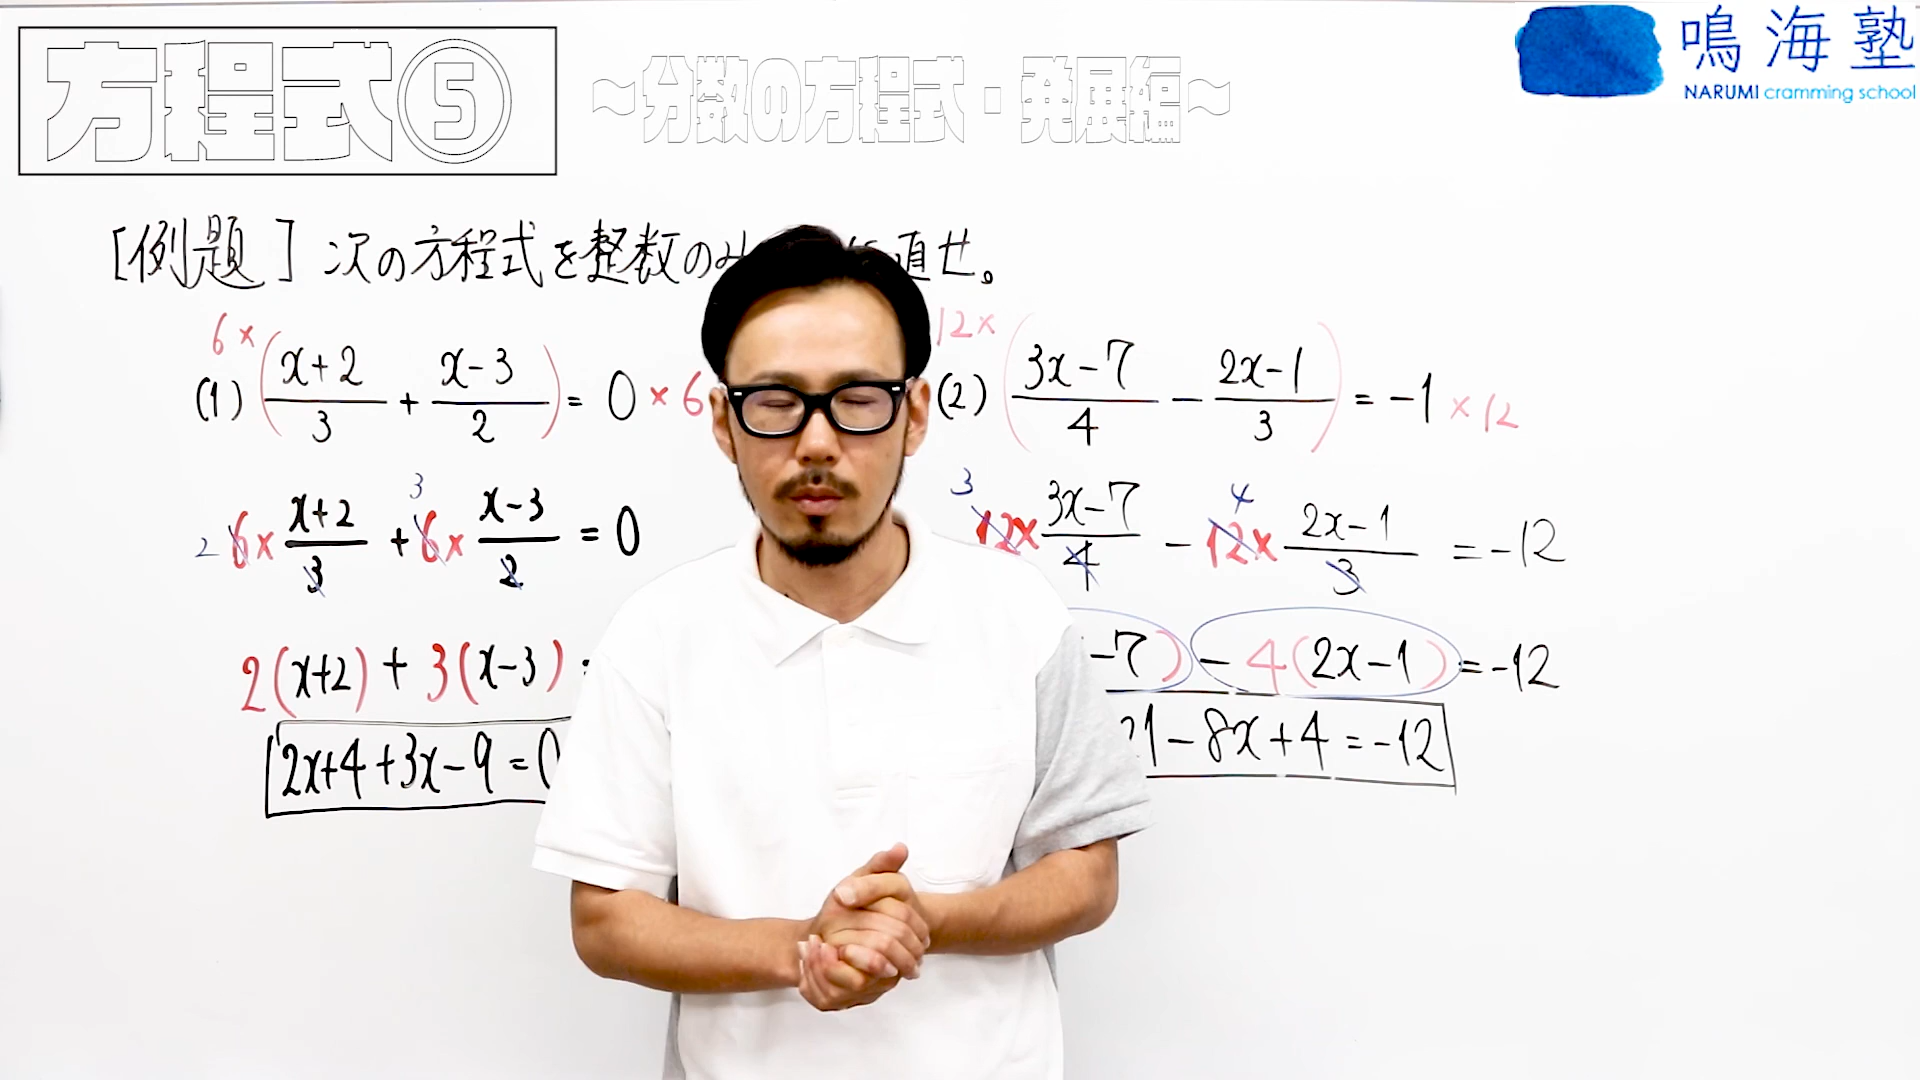 方程式⑤
〜分数の方程式・発展編〜
鳴海塾
NARUMI cramming school
[例題] 次の方程式を整数のみ 直せ。
6×
(1) (x+2/3 + x-3/2) = 0 × 6
2 6× x+2/3 + 3 6× x-3/2 = 0
2(x+2) + 3(x-3)
2x+4+3x-9=0
12×
(2) (3x-7/4 - 2x-1/3) = -1 × 12
3 12× 3x-7/4 - 4 12× 2x-1/3 = -12
-7) - 4(2x-1) = -12
21-8x+4=-12